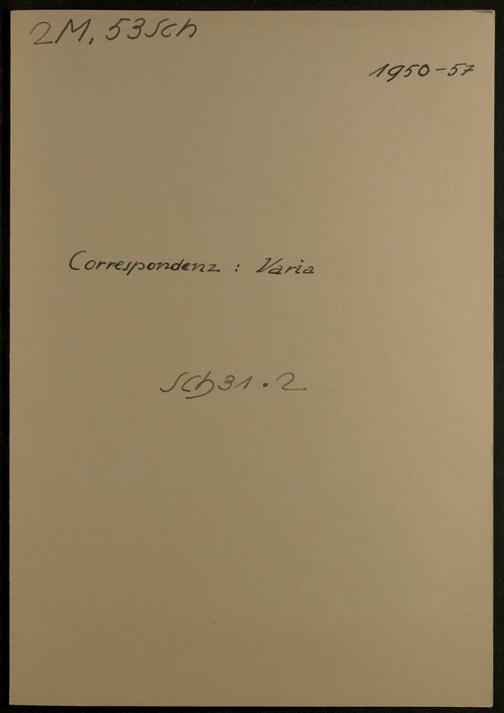 2M, 53Sch
1950-57
Correspondenz : Varia
Sch31.2